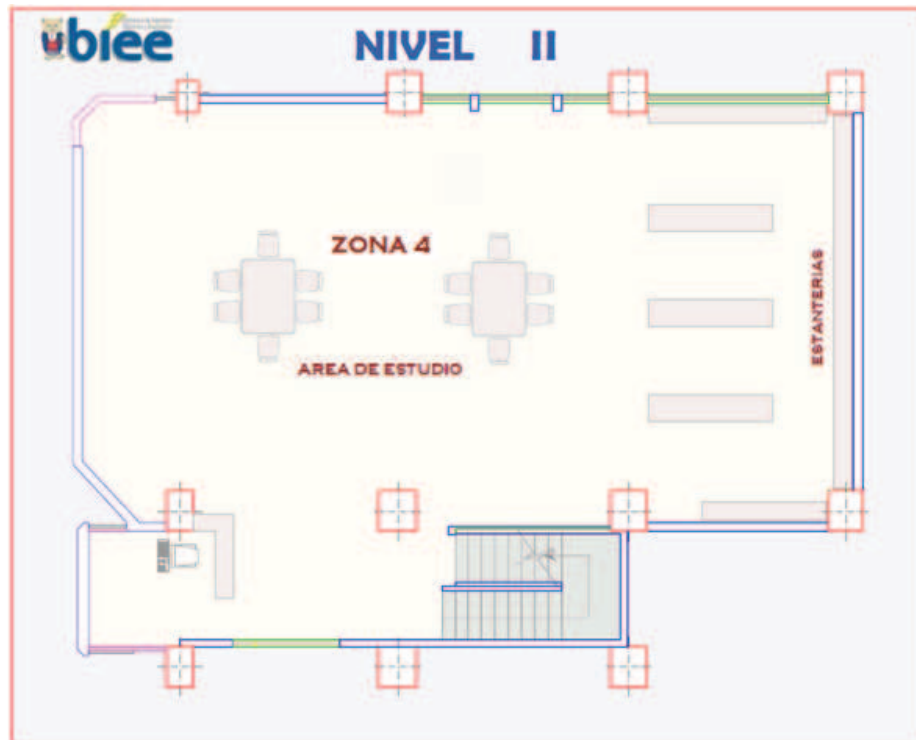 biee
NIVEL II
ZONA 4
ESTANTERIAS
AREA DE ESTUDIO